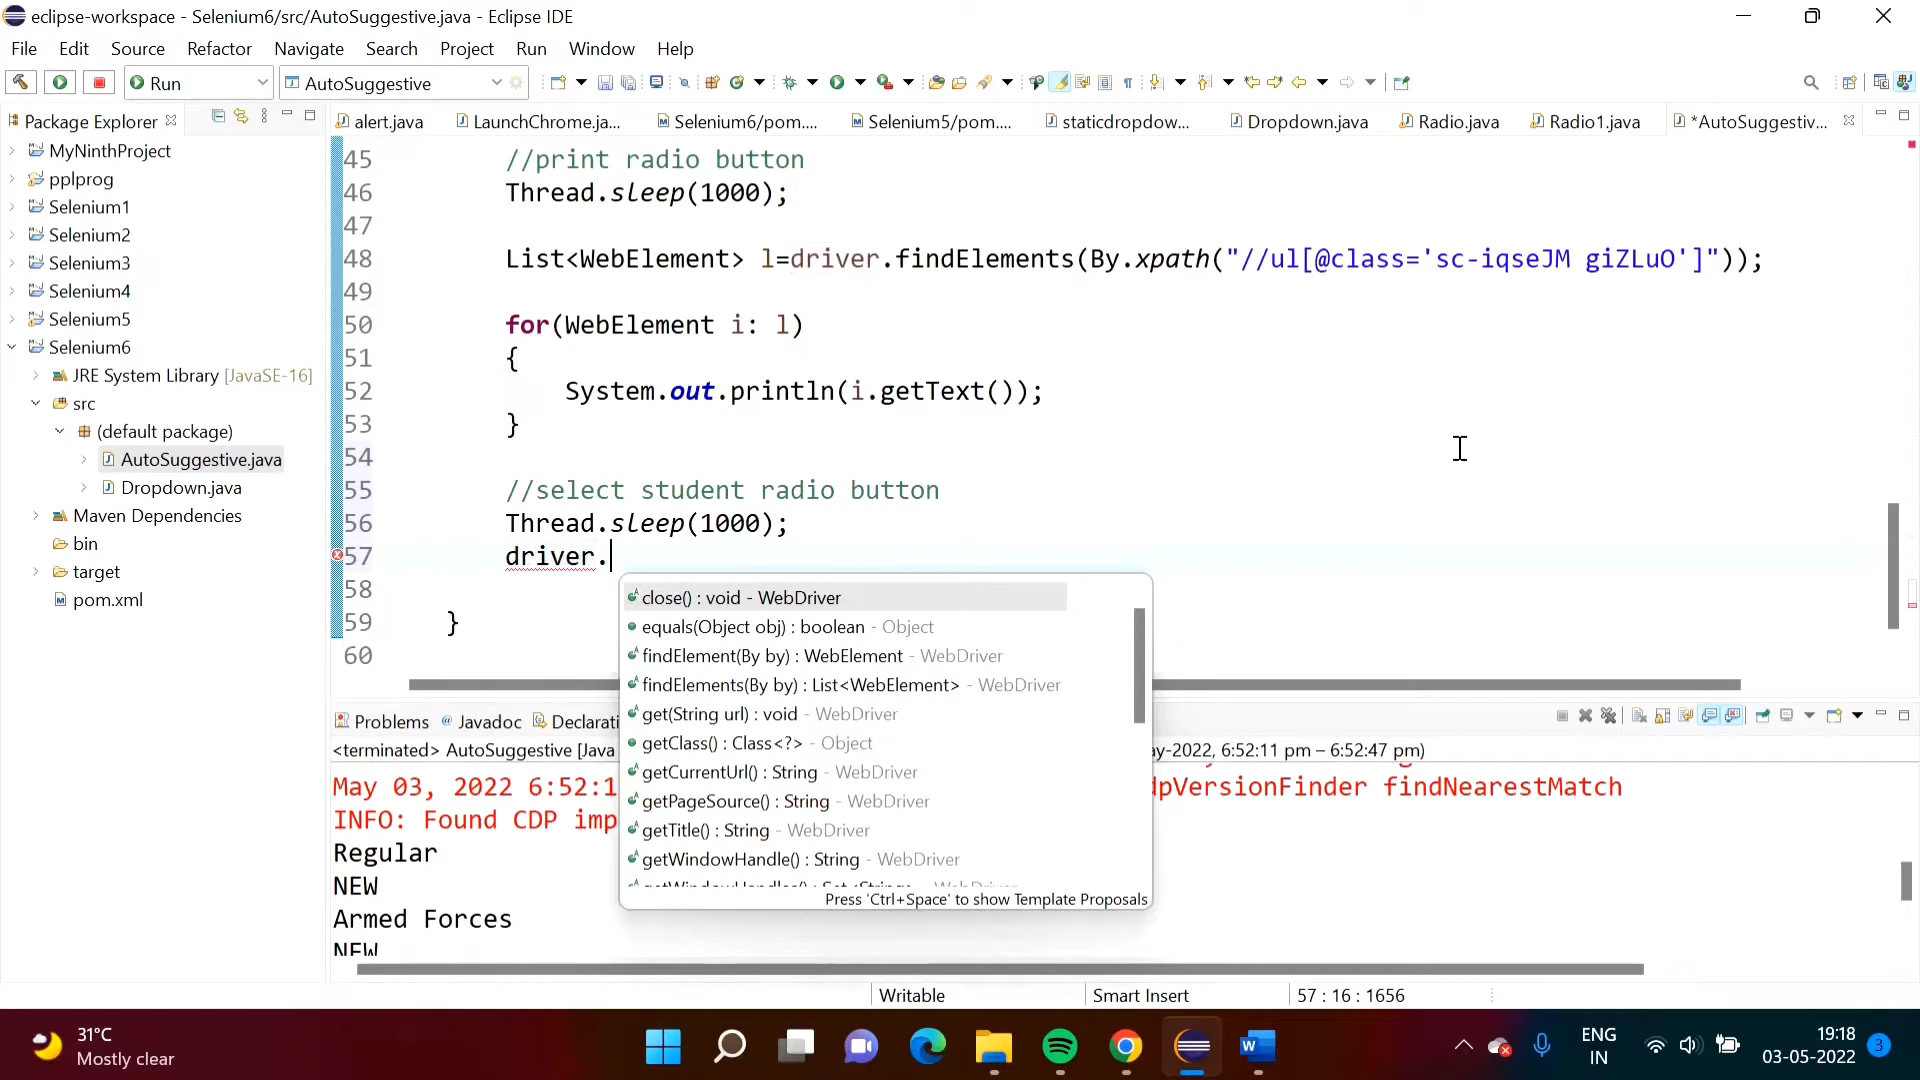 eclipse-workspace - Selenium6/src/AutoSuggestive.java - Eclipse IDE
File Edit Source Refactor Navigate Search Project Run Window Help
Run AutoSuggestive
Package Explorer
alert.java LaunchChrome.ja... Selenium6/pom.... Selenium5/pom.... staticdropdow... Dropdown.java Radio.java Radio1.java *AutoSuggestiv...
MyNinthProject
pplprog
Selenium1
Selenium2
Selenium3
Selenium4
Selenium5
Selenium6
JRE System Library [JavaSE-16]
src
(default package)
AutoSuggestive.java
Dropdown.java
Maven Dependencies
bin
target
pom.xml
45 //print radio button
46 Thread.sleep(1000);
47
48 List<WebElement> l=driver.findElements(By.xpath("//ul[@class='sc-iqseJM giZLuO']"));
49
50 for(WebElement i: l)
51 {
52 System.out.println(i.getText());
53 }
54
55 //select student radio button
56 Thread.sleep(1000);
57 driver.
58
59 }
60
close() : void - WebDriver
equals(Object obj) : boolean - Object
findElement(By by) : WebElement - WebDriver
findElements(By by) : List<WebElement> - WebDriver
get(String url) : void - WebDriver
getClass() : Class<?> - Object
getCurrentUrl() : String - WebDriver
getPageSource() : String - WebDriver
getTitle() : String - WebDriver
getWindowHandle() : String - WebDriver
Press 'Ctrl+Space' to show Template Proposals
Problems Javadoc Declarati
<terminated> AutoSuggestive [Java ay-2022, 6:52:11 pm – 6:52:47 pm)
May 03, 2022 6:52:1 dpVersionFinder findNearestMatch
INFO: Found CDP imp
Regular
NEW
Armed Forces
NEW
Writable Smart Insert 57 : 16 : 1656
31°C
Mostly clear
ENG
IN
19:18
03-05-2022
3